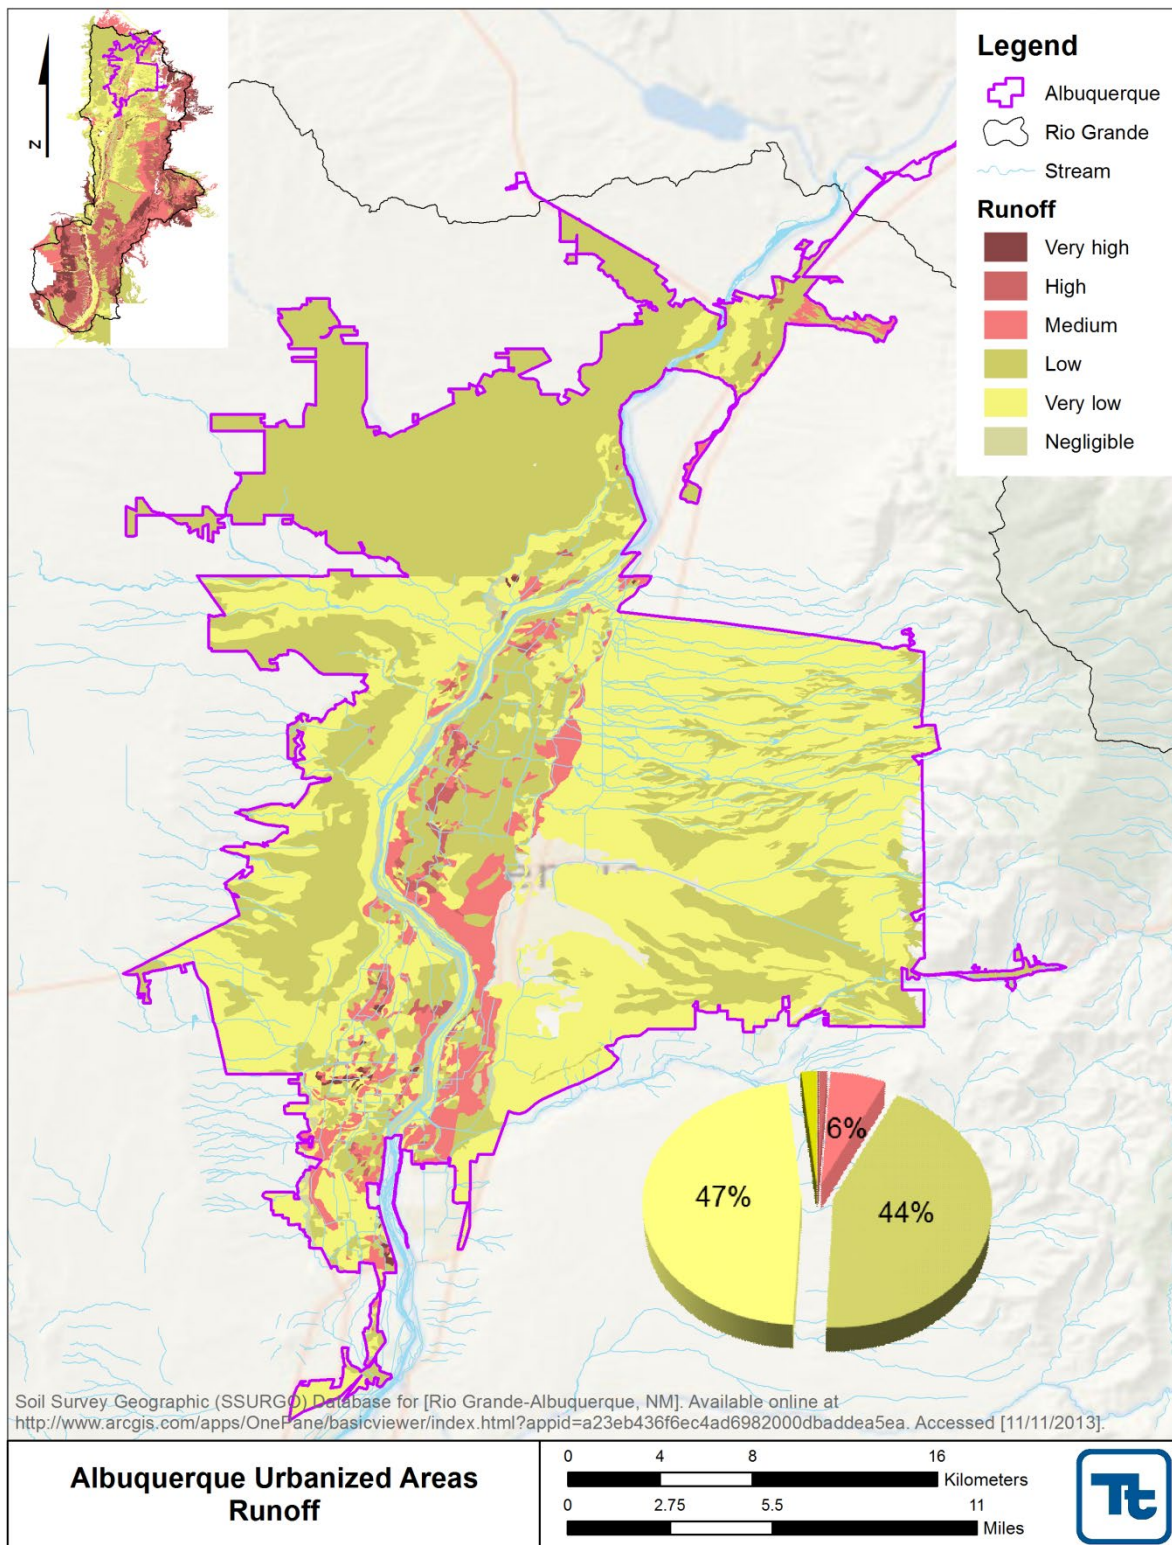 Legend
Albuquerque
Rio Grande
Stream
Runoff
Very high
High
Medium
Low
Very low
Negligible
N
6%
47%
44%
Soil Survey Geographic (SSURGO) Database for [Rio Grande-Albuquerque, NM]. Available online at
http://www.arcgis.com/apps/OnePane/basicviewer/index.html?appid=a23eb436f6ec4ad6982000dbaddea5ea. Accessed [11/11/2013].
Albuquerque Urbanized Areas
Runoff
0 4 8 16
Kilometers
0 2.75 5.5 11
Miles
Tt